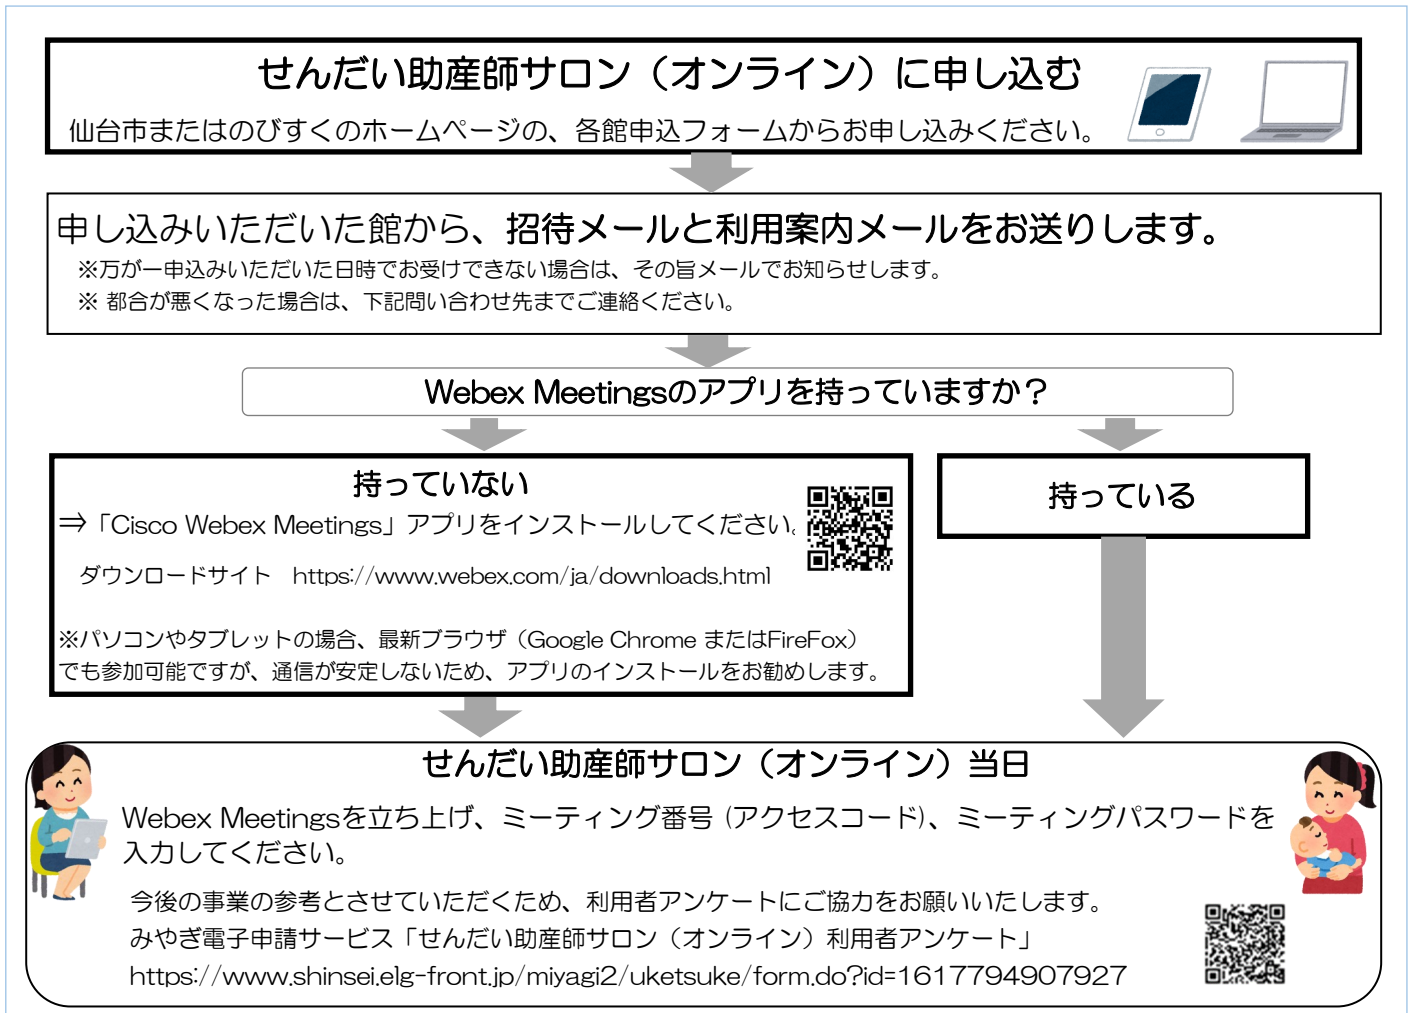 せんだい助産師サロン（オンライン）に申し込む
仙台市またはのびすくのホームページの、各館申込フォームからお申し込みください。
申し込みいただいた館から、招待メールと利用案内メールをお送りします。
※万が一申込みいただいた日時でお受けできない場合は、その旨メールでお知らせします。
※ 都合が悪くなった場合は、下記問い合わせ先までご連絡ください。
Webex Meetingsのアプリを持っていますか？
持っていない
⇒「Cisco Webex Meetings」アプリをインストールしてください。
ダウンロードサイト　https://www.webex.com/ja/downloads.html
※パソコンやタブレットの場合、最新ブラウザ（Google Chrome またはFireFox）
でも参加可能ですが、通信が安定しないため、アプリのインストールをお勧めします。
持っている
せんだい助産師サロン（オンライン）当日
Webex Meetingsを立ち上げ、ミーティング番号 (アクセスコード)、ミーティングパスワードを
入力してください。
今後の事業の参考とさせていただくため、利用者アンケートにご協力をお願いいたします。
みやぎ電子申請サービス「せんだい助産師サロン（オンライン）利用者アンケート」
https://www.shinsei.elg-front.jp/miyagi2/uketsuke/form.do?id=1617794907927